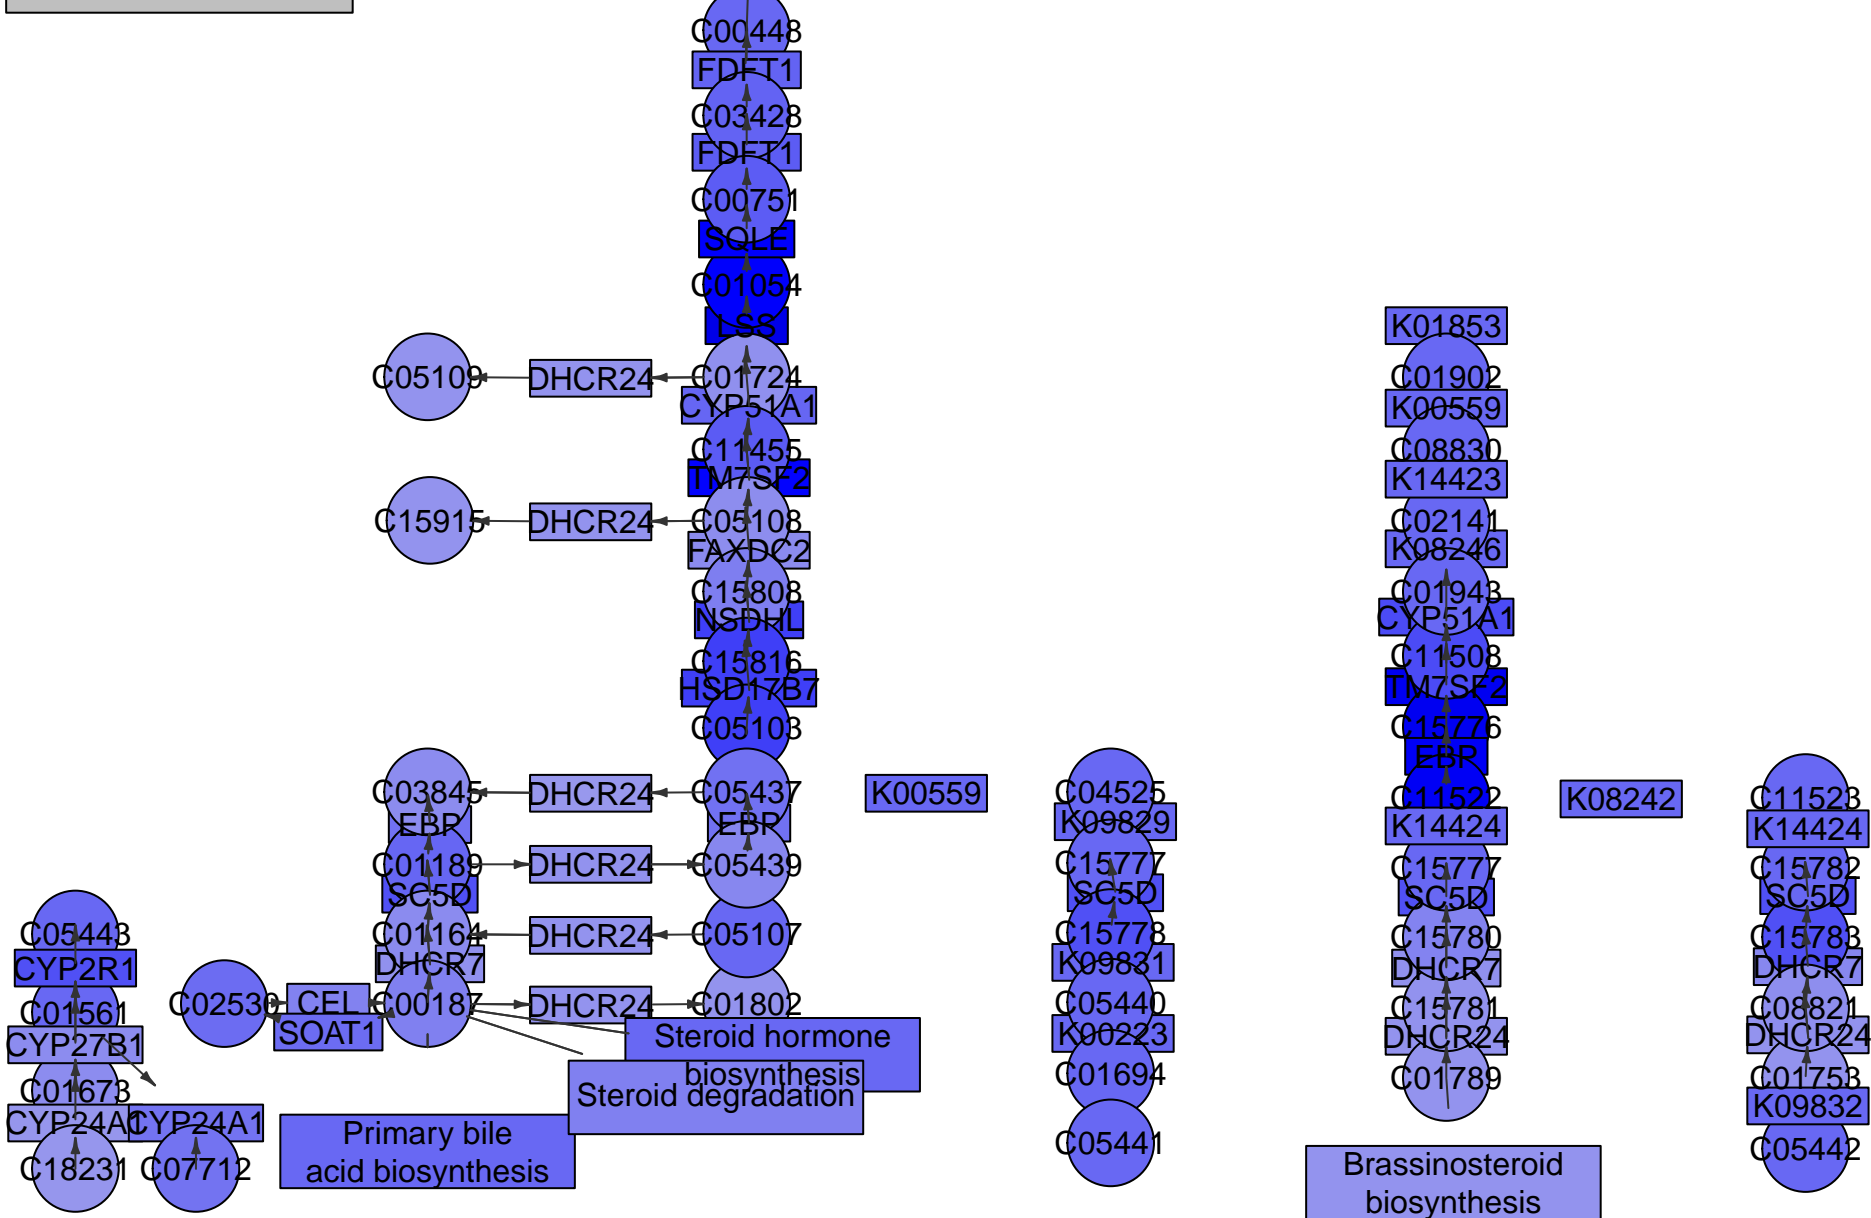 C00448
FDFT1
C03428
FDFT1
C00751
SQLE
C01054
LSS
C05109
DHCR24
C01724
CYP51A1
C11455
TM7SF2
C15915
DHCR24
C05108
FAXDC2
C15808
NSDHL
C15816
HSD17B7
C05103
C03845
DHCR24
C05437
EBP
EBP
C01189
DHCR24
C05439
SC5D
C01164
DHCR24
C05107
DHCR7
C02530
CEL
SOAT1
C00187
DHCR24
C01802
Steroid hormone
biosynthesis
Steroid degradation
Primary bile
acid biosynthesis
C05443
CYP2R1
C01561
CYP27B1
C01673
CYP24A1
CYP24A1
C18231
C07712
K00559
C04525
K09829
C15777
SC5D
C15778
K09831
C05440
K00223
C01694
C05441
K01853
C01902
K00559
C08830
K14423
C02141
K08246
C01943
CYP51A1
C11508
TM7SF2
C15776
EBP
C11522
K14424
C15777
SC5D
C15780
DHCR7
C15781
DHCR24
C01789
Brassinosteroid
biosynthesis
K08242
C11523
K14424
C15782
SC5D
C15783
DHCR7
C08821
DHCR24
C01753
K09832
C05442